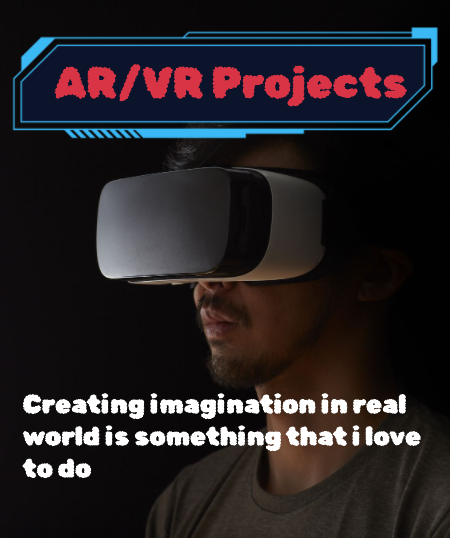 AR/VR Projects
Creating imagination in real
world is something that i love
to do